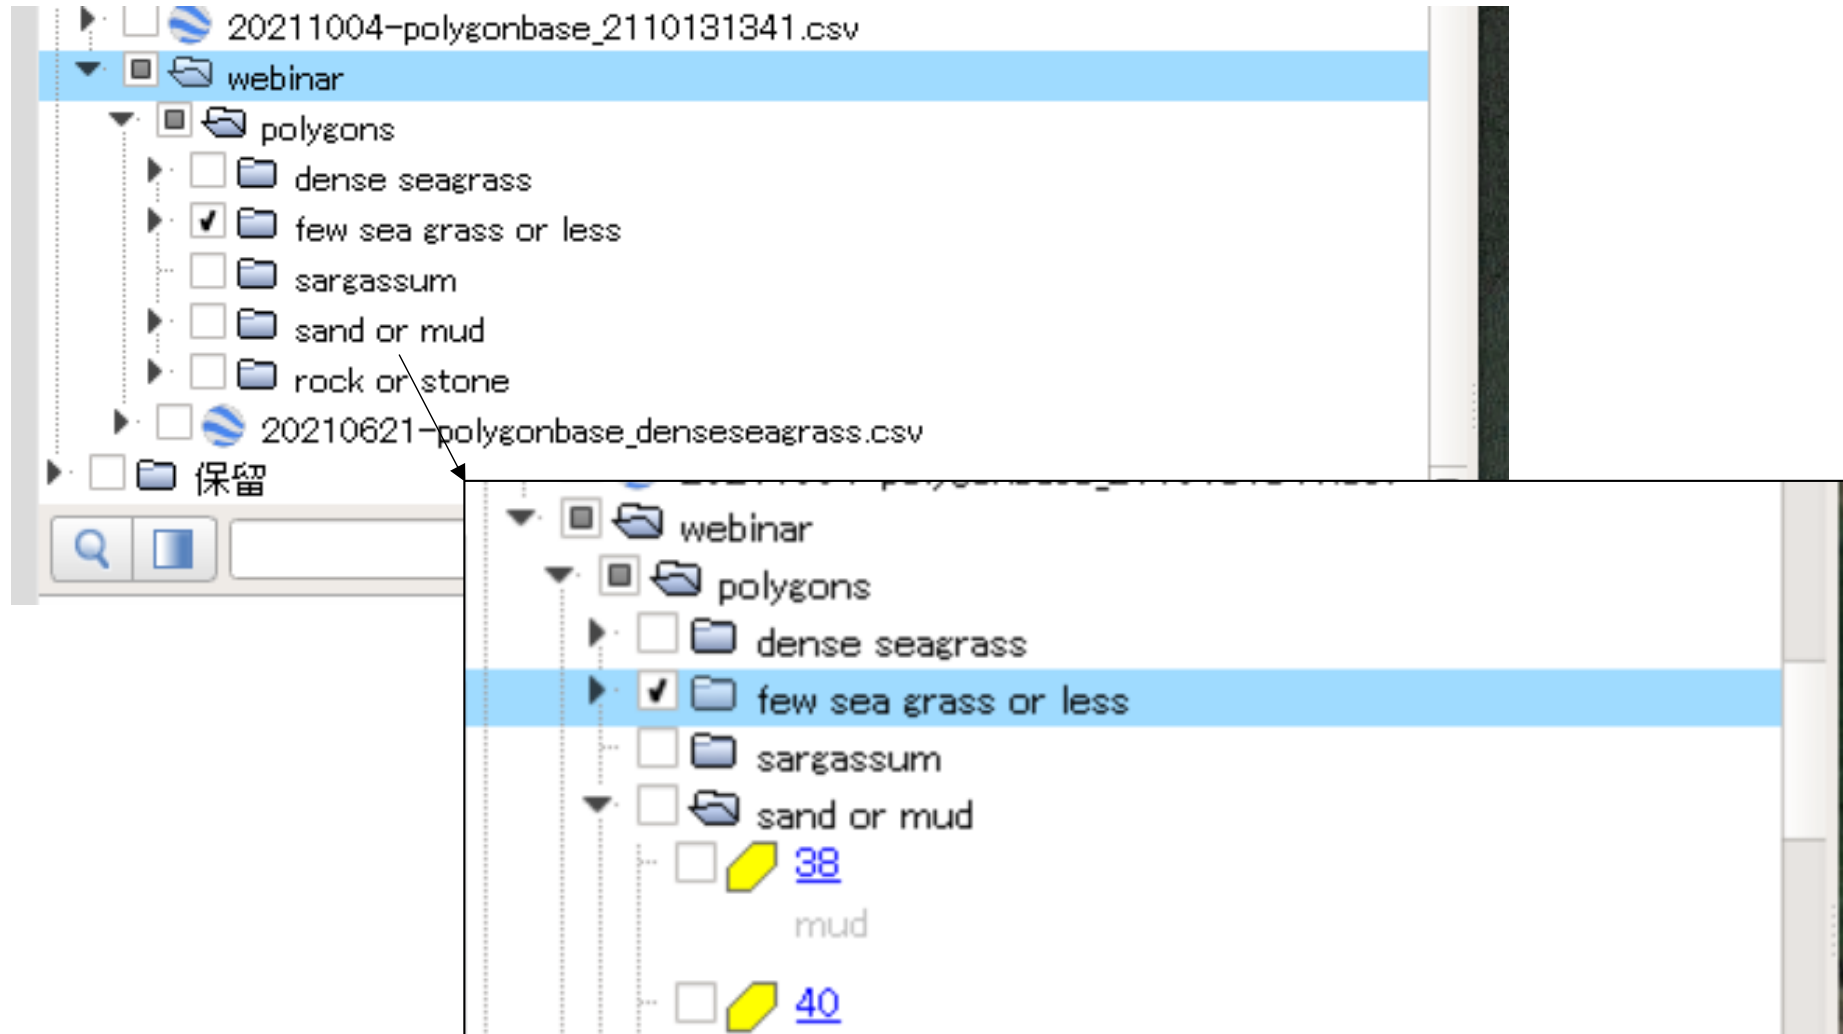 20211004-polygonbase_2110131341.csv
webinar
polygons
dense seagrass
few sea grass or less
sargassum
sand or mud
rock or stone
20210621-polygonbase_denseseagrass.csv
保留
webinar
polygons
dense seagrass
few sea grass or less
sargassum
sand or mud
38
mud
40